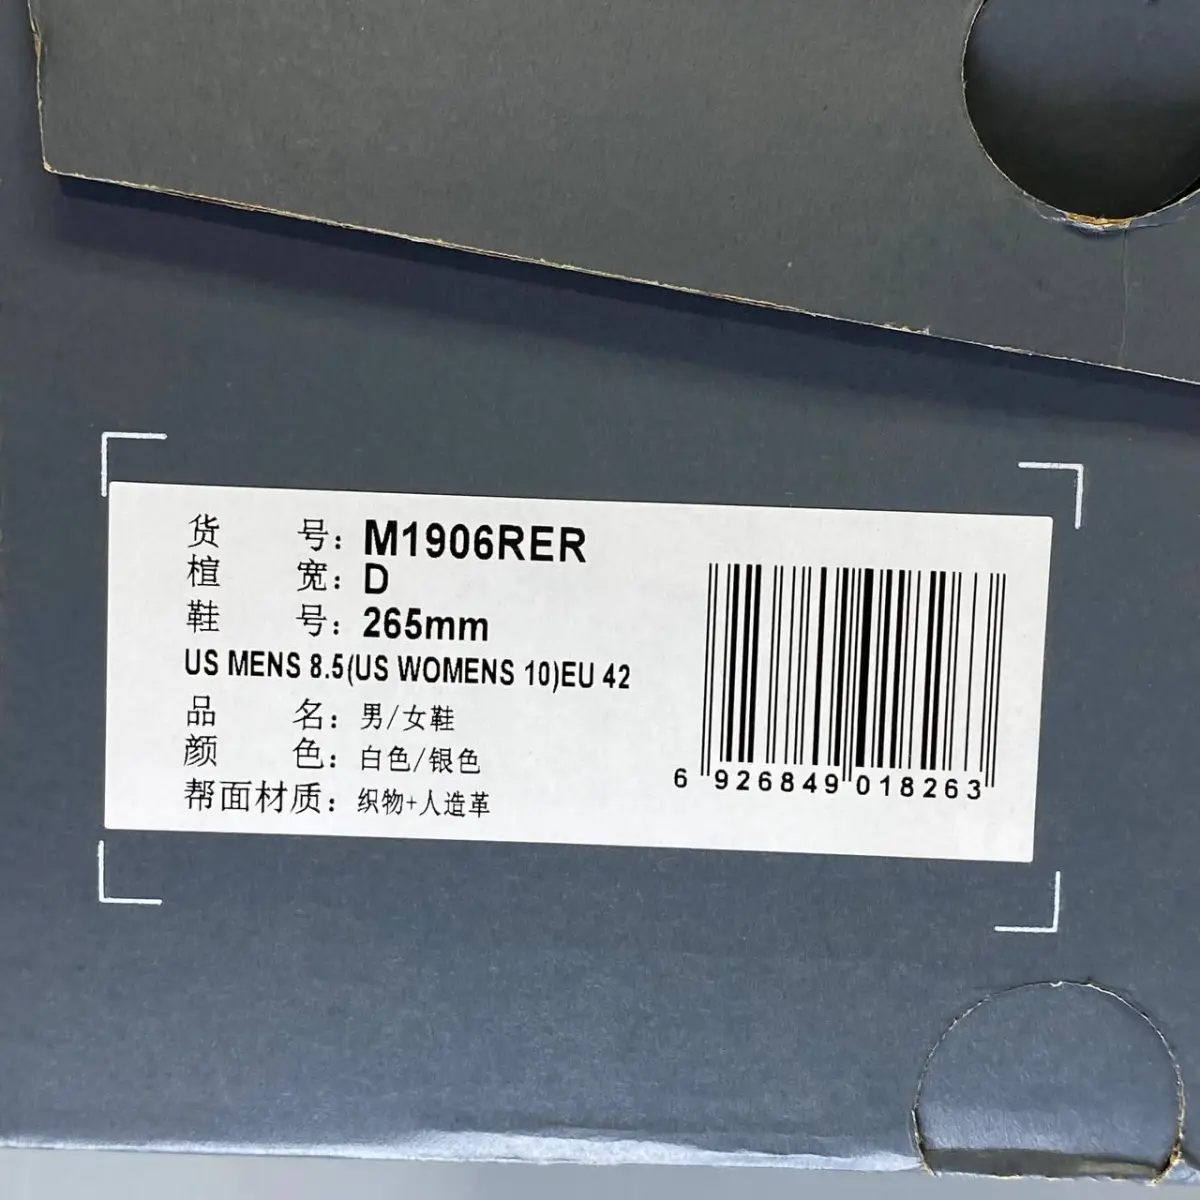 货号：M1906RER
楦宽：D
鞋号：265mm
US MENS 8.5(US WOMENS 10)EU 42
品名：男/女鞋
颜色：白色/银色
帮面材质：织物+人造革
6 926849 018263